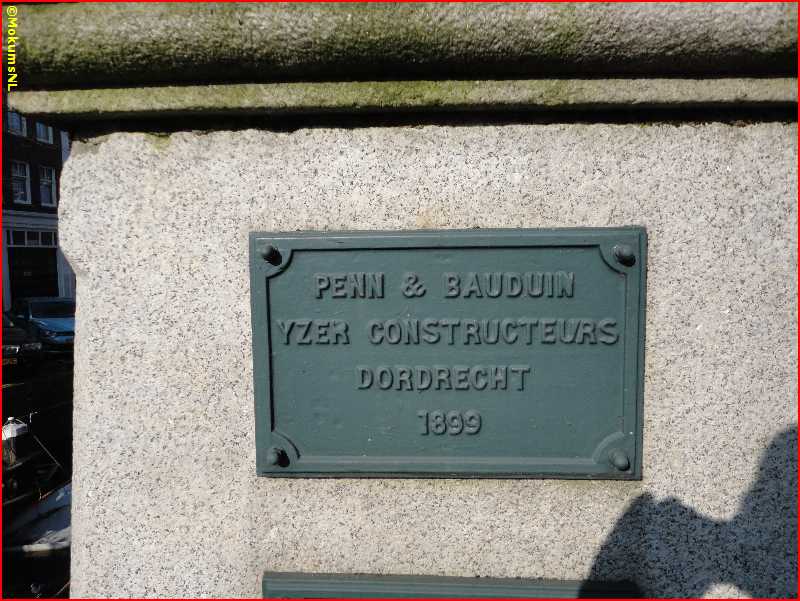 ©MokumsNL
PENN & BAUDUIN
YZER CONSTRUCTEURS
DORDRECHT
1899